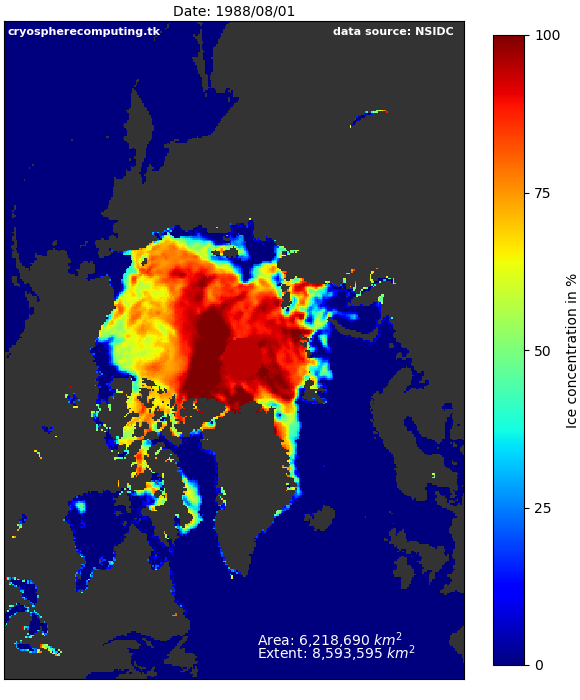 Date: 1988/08/01
cryospherecomputing.tk data source: NSIDC
100
75
50
25
0
Ice concentration in %
Area: 6,218,690 km²
Extent: 8,593,595 km²